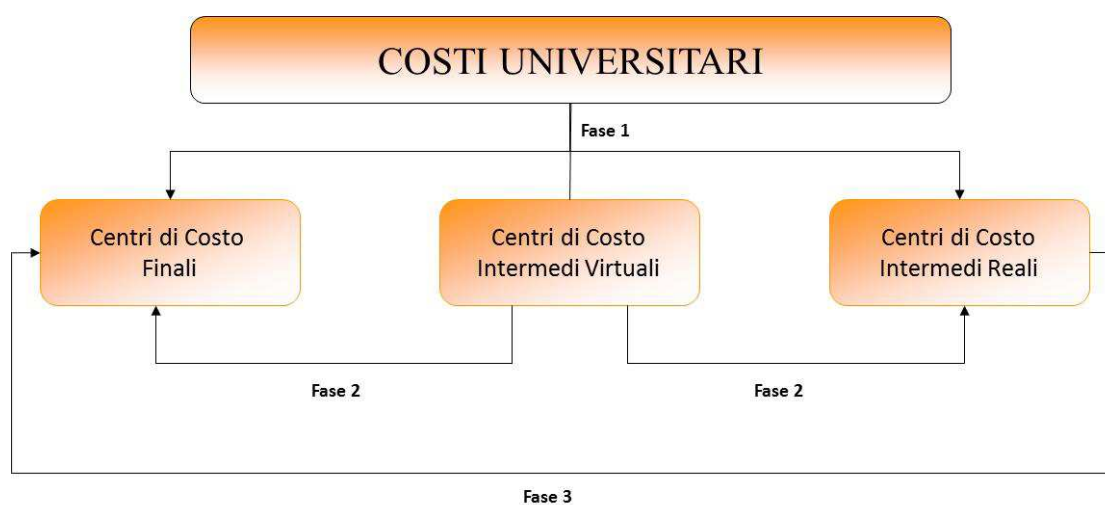 COSTI UNIVERSITARI
Fase 1
Centri di Costo
Finali
Centri di Costo
Intermedi Virtuali
Centri di Costo
Intermedi Reali
Fase 2
Fase 2
Fase 3